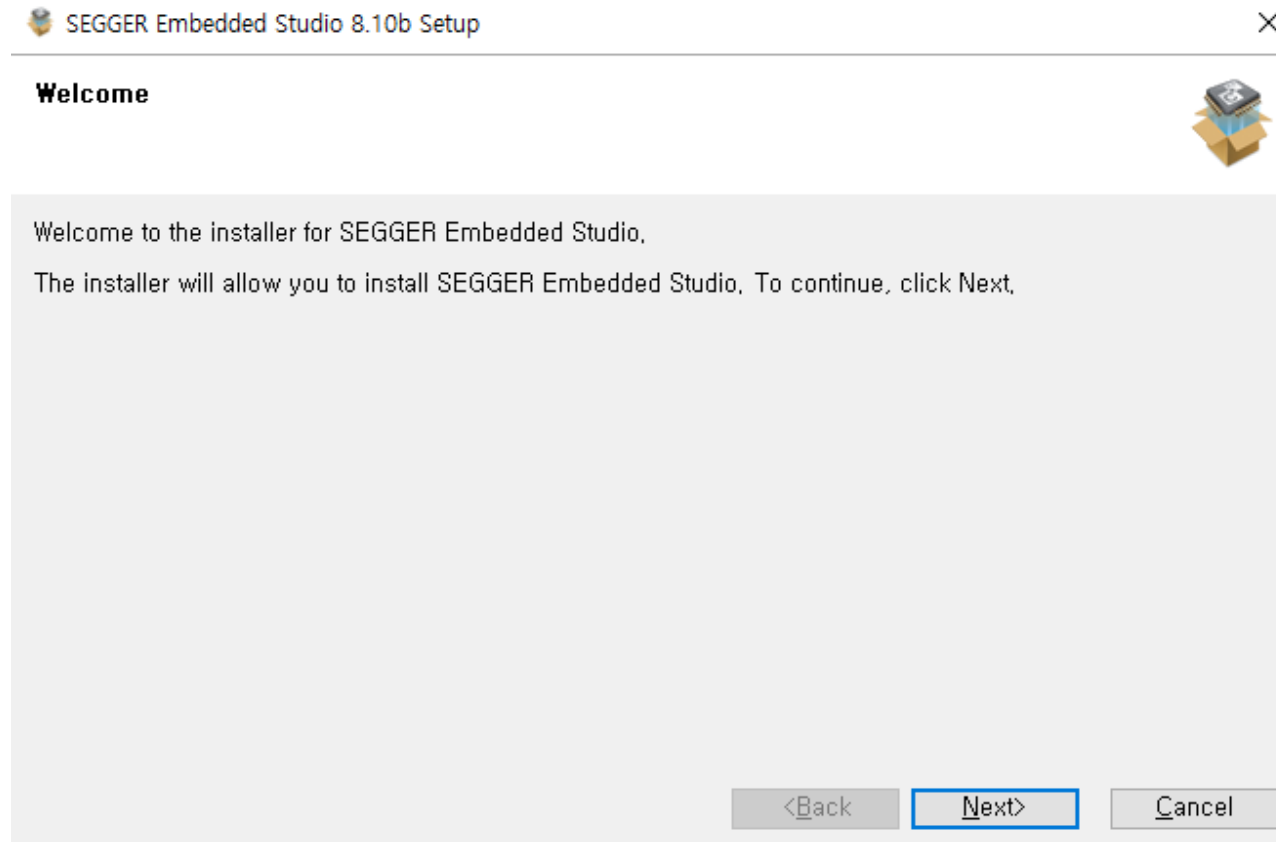 SEGGER Embedded Studio 8.10b Setup
Welcome
Welcome to the installer for SEGGER Embedded Studio.
The installer will allow you to install SEGGER Embedded Studio. To continue, click Next.
<Back
Next>
Cancel